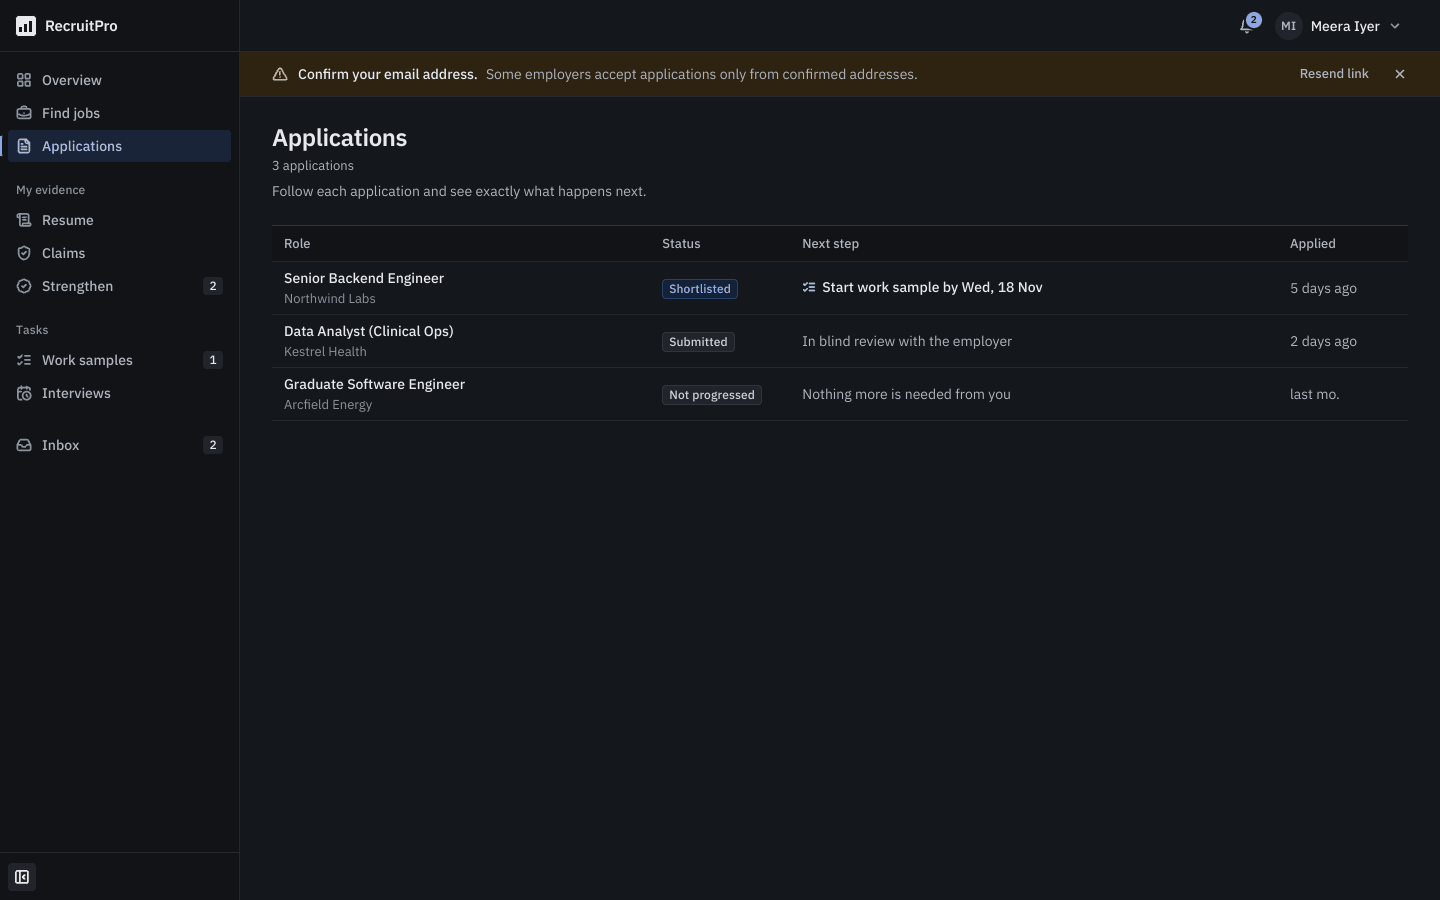 RecruitPro
2
MI
Meera Iyer
Overview
Find jobs
Applications
My evidence
Resume
Claims
Strengthen 2
Tasks
Work samples 1
Interviews
Inbox 2
Confirm your email address. Some employers accept applications only from confirmed addresses.
Resend link
Applications
3 applications
Follow each application and see exactly what happens next.
Role Status Next step Applied
Senior Backend Engineer
Northwind Labs
Shortlisted
Start work sample by Wed, 18 Nov
5 days ago
Data Analyst (Clinical Ops)
Kestrel Health
Submitted
In blind review with the employer
2 days ago
Graduate Software Engineer
Arcfield Energy
Not progressed
Nothing more is needed from you
last mo.